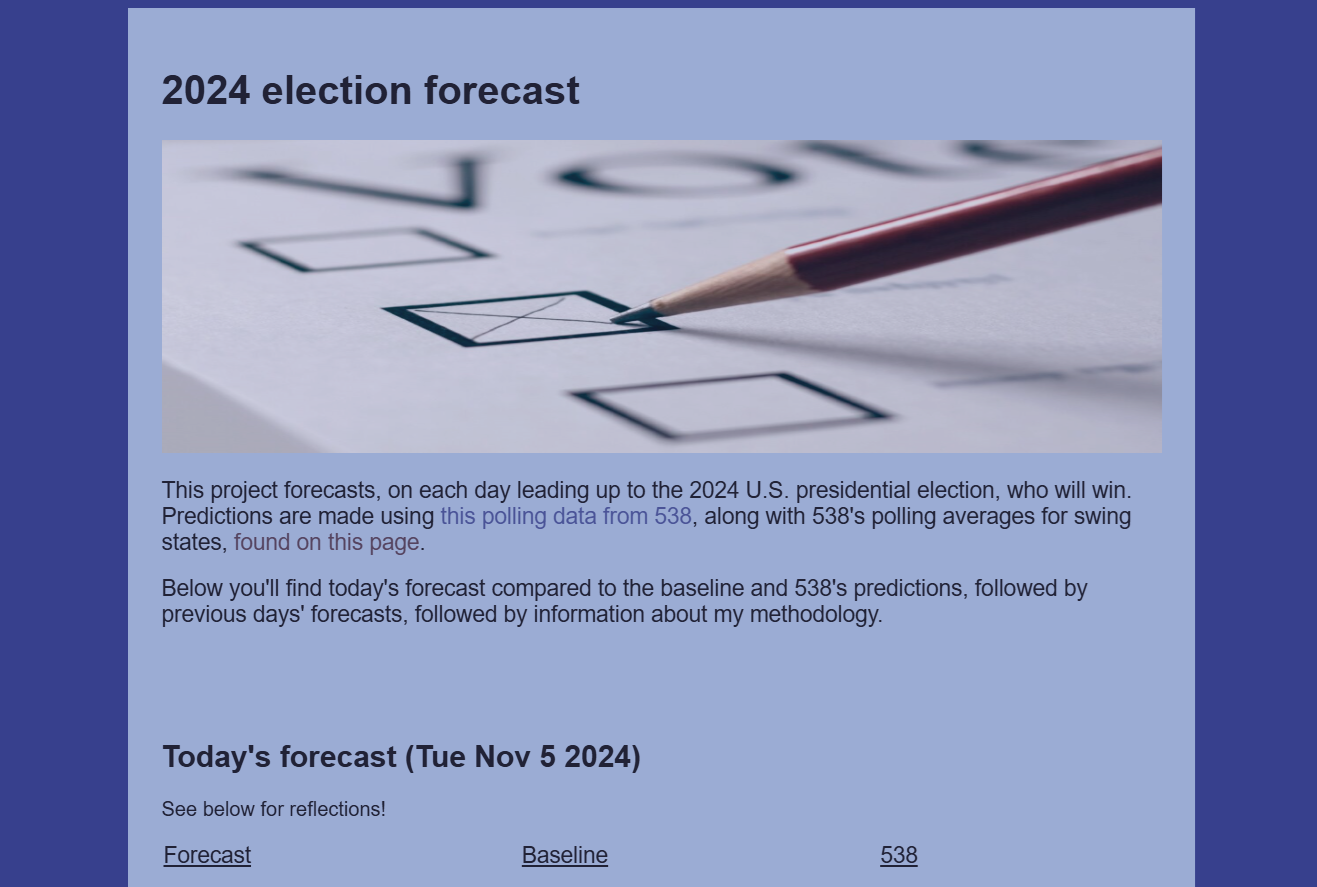 2024 election forecast
Vote
This project forecasts, on each day leading up to the 2024 U.S. presidential election, who will win.
Predictions are made using this polling data from 538, along with 538's polling averages for swing
states, found on this page.
Below you'll find today's forecast compared to the baseline and 538's predictions, followed by
previous days' forecasts, followed by information about my methodology.
Today's forecast (Tue Nov 5 2024)
See below for reflections!
Forecast Baseline 538